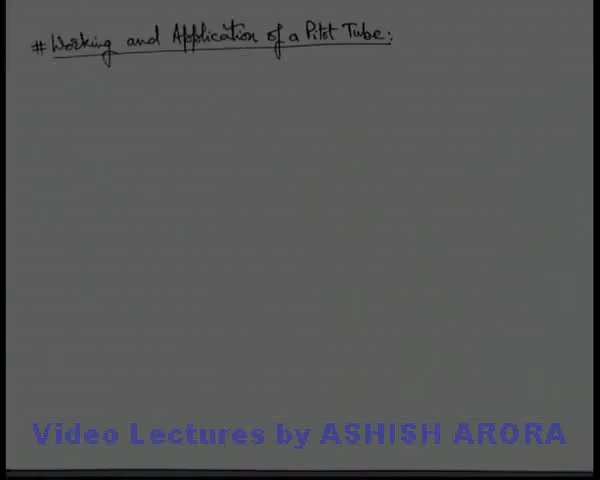 # Working and Application of a Pitot Tube:
Video Lectures by ASHISH ARORA